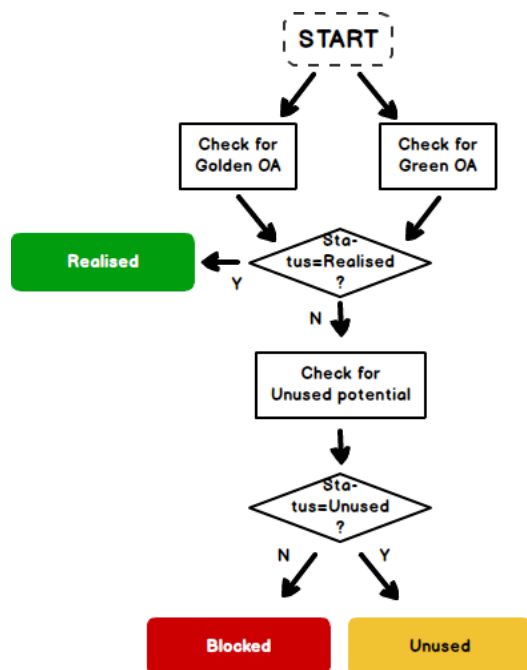 START
Check for
Golden OA
Check for
Green OA
Sta-
tus=Realised
?
Realised
Y
N
Check for
Unused potential
Sta-
tus=Unused
?
N
Y
Blocked
Unused